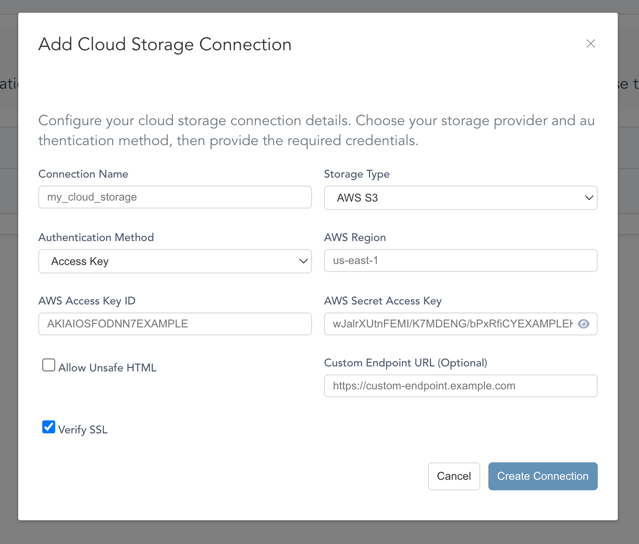 Add Cloud Storage Connection
Configure your cloud storage connection details. Choose your storage provider and au
thentication method, then provide the required credentials.
Connection Name
Storage Type
my_cloud_storage
AWS S3
Authentication Method
AWS Region
Access Key
us-east-1
AWS Access Key ID
AWS Secret Access Key
AKIAIOSFODNN7EXAMPLE
wJalrXUtnFEMI/K7MDENG/bPxRfiCYEXAMPLEK
Allow Unsafe HTML
Custom Endpoint URL (Optional)
https://custom-endpoint.example.com
Verify SSL
Cancel
Create Connection